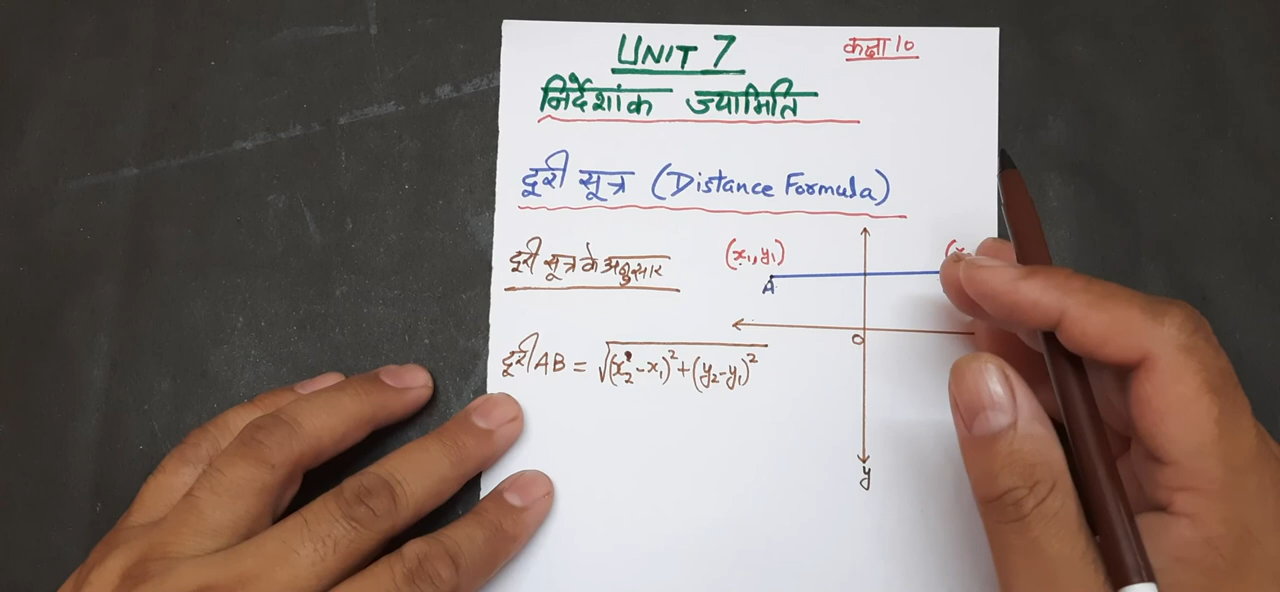 UNIT 7
कक्षा 10
निर्देशांक ज्यामिति
दूरी सूत्र (Distance Formula)
दूरी सूत्र के अनुसार
(x₁, y₁)
A
O
दूरी AB = √(x₂-x₁)²+(y₂-y₁)²
y